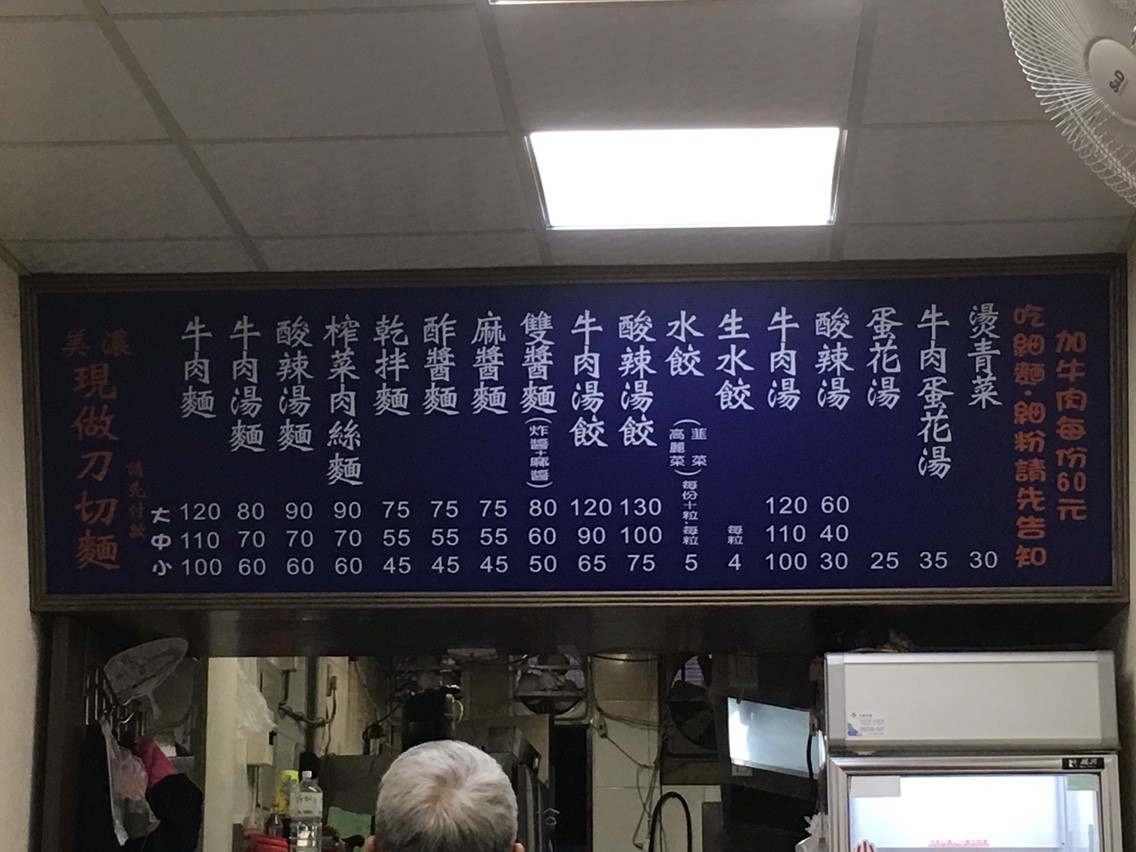 美濃
現做刀切麵
請先付款
大
中
小
牛肉麵 120 110 100
牛肉湯麵 80 70 60
酸辣湯麵 90 70 60
榨菜肉絲麵 90 70 60
乾拌麵 75 55 45
酢醬麵 75 55 45
麻醬麵 75 55 45
雙醬麵(炸醬+麻醬) 80 60 50
牛肉湯餃 120 90 65
酸辣湯餃 130 100 75
水餃(韮菜高麗菜)每份十粒·每粒 5
生水餃 每粒 4
牛肉湯 120 110 100
酸辣湯 60 40 30
蛋花湯 25
牛肉蛋花湯 35
燙青菜 30
吃細麵·細粉請先告知
加牛肉每份60元
S&D